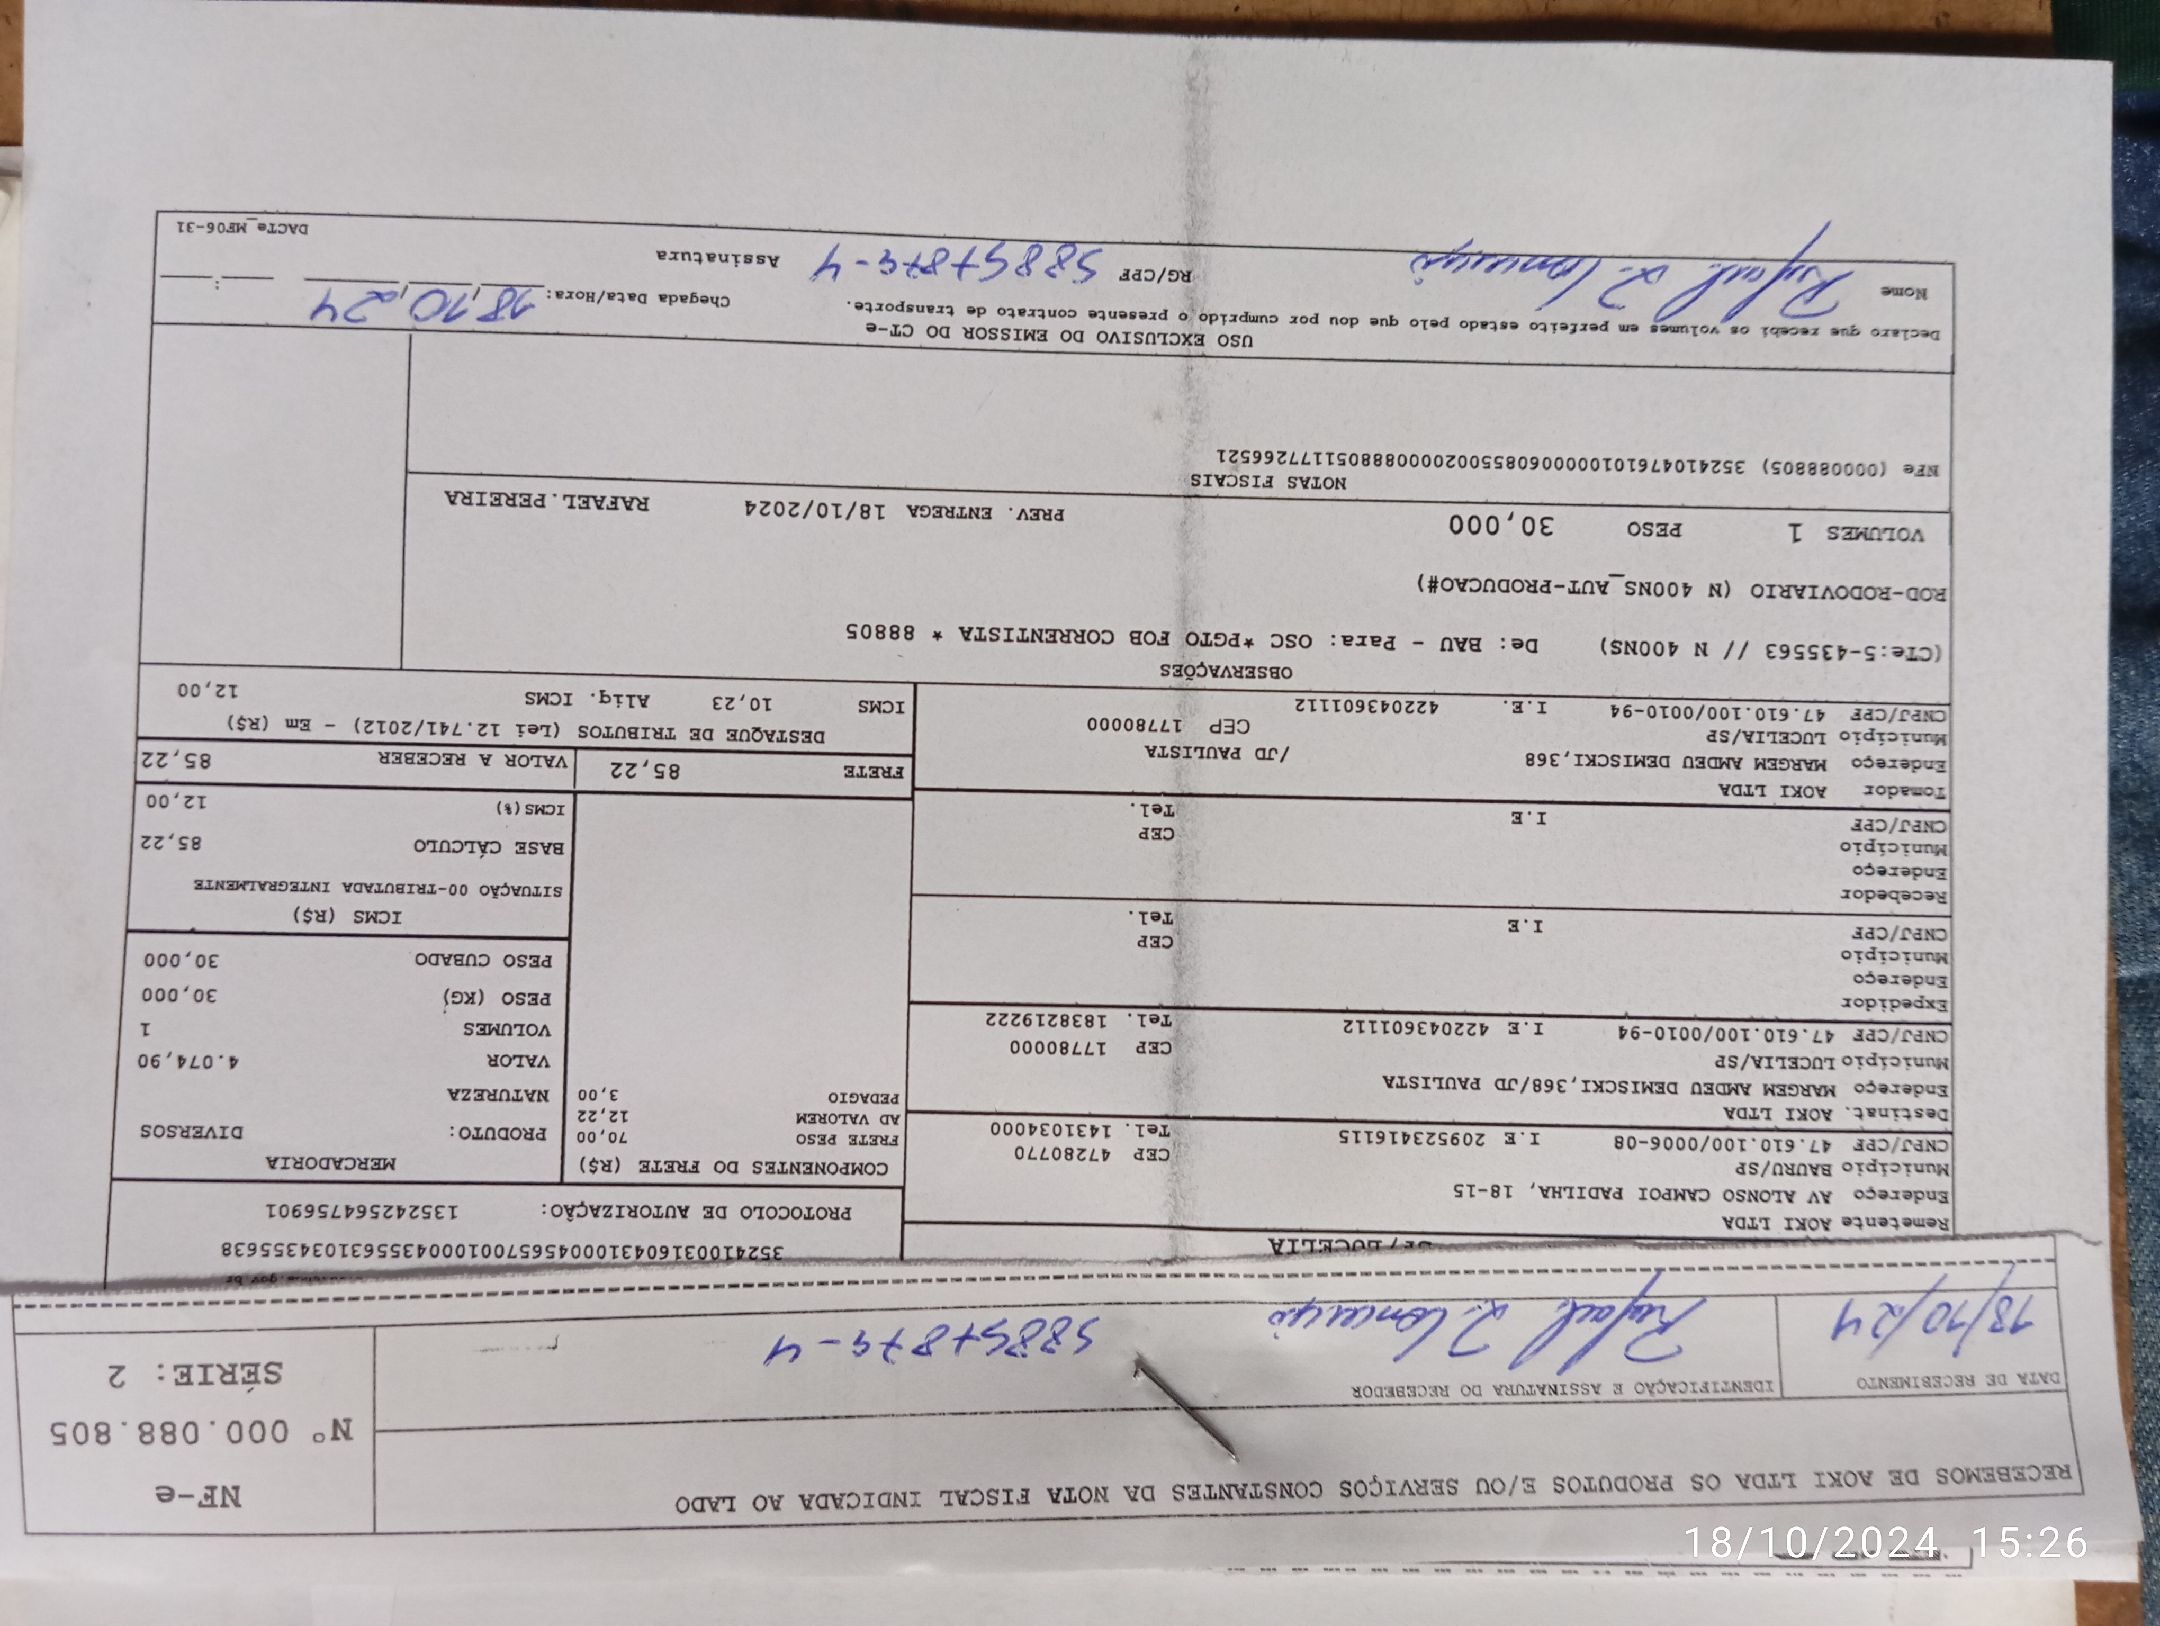 RECEBEMOS DE AOKI LTDA OS PRODUTOS E/OU SERVIÇOS CONSTANTES DA NOTA FISCAL INDICADA AO LADO
NF-e
Nº 000.088.805
SÉRIE: 2
DATA DE RECEBIMENTO
18/10/24
IDENTIFICAÇÃO E ASSINATURA DO RECEBEDOR
Rafael
SP/LUCELIA
PROTOCOLO DE AUTORIZAÇÃO: 135242564756901
Remetente AOKI LTDA
Endereço AV ALONSO CAMPOI PADILHA, 18-15
Município BAURU/SP CEP 47280770
CNPJ/CPF 47.610.100/0006-08 I.E 209523416115 Tel. 1431034000
Destinat. AOKI LTDA
Endereço MARGEM AMDEU DEMISCKI,368/JD PAULISTA
Município LUCELIA/SP CEP 17780000
CNPJ/CPF 47.610.100/0010-94 I.E 42204360112 Tel. 1838219222
Expedidor
Endereço
Município CEP
CNPJ/CPF I.E Tel.
Recebedor
Endereço
Município CEP
CNPJ/CPF I.E Tel.
Tomador AOKI LTDA
Endereço MARGEM AMDEU DEMISCKI,368 /JD PAULISTA
Município LUCELIA/SP CEP 17780000
CNPJ/CPF 47.610.100/0010-94 I.E. 42204360112
COMPONENTES DO FRETE (R$)
FRETE PESO 70,00
AD VALOREM 12,22
PEDAGIO 3,00
MERCADORIA
PRODUTO: DIVERSOS
NATUREZA
VALOR 4.074,90
VOLUMES 1
PESO (KG) 30,000
PESO CUBADO 30,000
ICMS (R$)
SITUAÇÃO 00-TRIBUTADA INTEGRALMENTE
BASE CÁLCULO 85,22
ICMS(%) 12,00
FRETE 85,22 VALOR A RECEBER 85,22
DESTAQUE DE TRIBUTOS (Lei 12.741/2012) - Em (R$)
ICMS 10,23 Aliq. ICMS 12,00
OBSERVAÇÕES
(CTe:5-435563 // N 400NS) De: BAU - Para: OSC *PGTO FOB CORRENTISTA * 88805
ROD-RODOVIARIO (N 400NS_AUT-PRODUCAO#)
VOLUMES 1 PESO 30,000 PREV. ENTREGA 18/10/2024 RAFAEL.PEREIRA
NOTAS FISCAIS
NFe (000088805)
USO EXCLUSIVO DO EMISSOR DO CT-e
Declaro que recebi os volumes em perfeito estado pelo que dou por cumprido o presente contrato de transporte.
Chegada Data/Hora: 18,10,24
Nome Rafael
RG/CPF
Assinatura
DACTe_MF06-31
18/10/2024 15:26